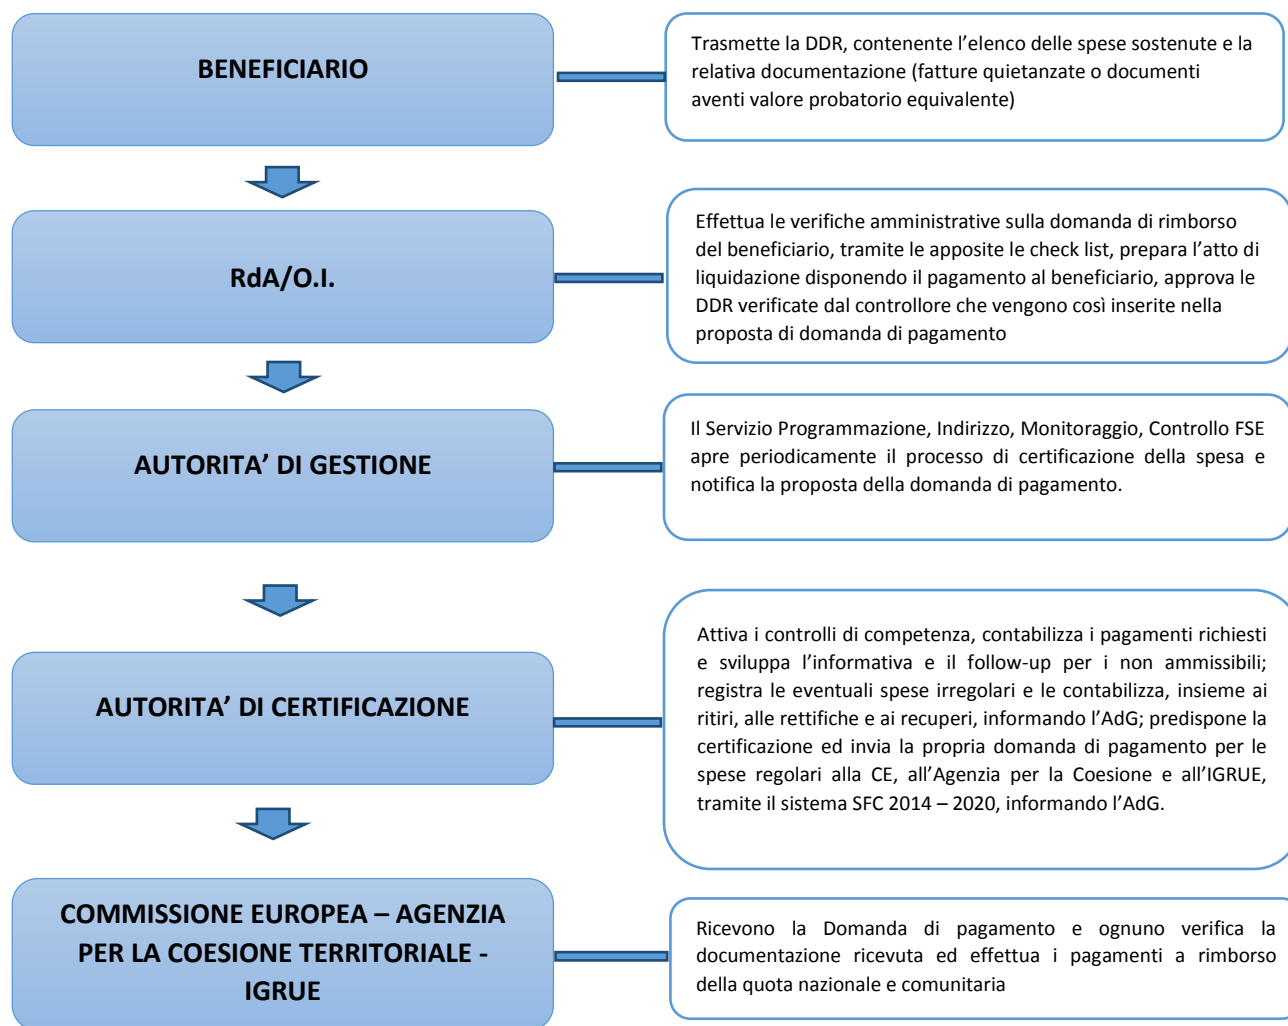 BENEFICIARIO
Trasmette la DDR, contenente l’elenco delle spese sostenute e la
relativa documentazione (fatture quietanzate o documenti
aventi valore probatorio equivalente)
RdA/O.I.
Effettua le verifiche amministrative sulla domanda di rimborso
del beneficiario, tramite le apposite le check list, prepara l’atto di
liquidazione disponendo il pagamento al beneficiario, approva le
DDR verificate dal controllore che vengono così inserite nella
proposta di domanda di pagamento
AUTORITA’ DI GESTIONE
Il Servizio Programmazione, Indirizzo, Monitoraggio, Controllo FSE
apre periodicamente il processo di certificazione della spesa e
notifica la proposta della domanda di pagamento.
AUTORITA’ DI CERTIFICAZIONE
Attiva i controlli di competenza, contabilizza i pagamenti richiesti
e sviluppa l’informativa e il follow-up per i non ammissibili;
registra le eventuali spese irregolari e le contabilizza, insieme ai
ritiri, alle rettifiche e ai recuperi, informando l’AdG; predispone la
certificazione ed invia la propria domanda di pagamento per le
spese regolari alla CE, all’Agenzia per la Coesione e all’IGRUE,
tramite il sistema SFC 2014 – 2020, informando l’AdG.
COMMISSIONE EUROPEA – AGENZIA
PER LA COESIONE TERRITORIALE -
IGRUE
Ricevono la Domanda di pagamento e ognuno verifica la
documentazione ricevuta ed effettua i pagamenti a rimborso
della quota nazionale e comunitaria